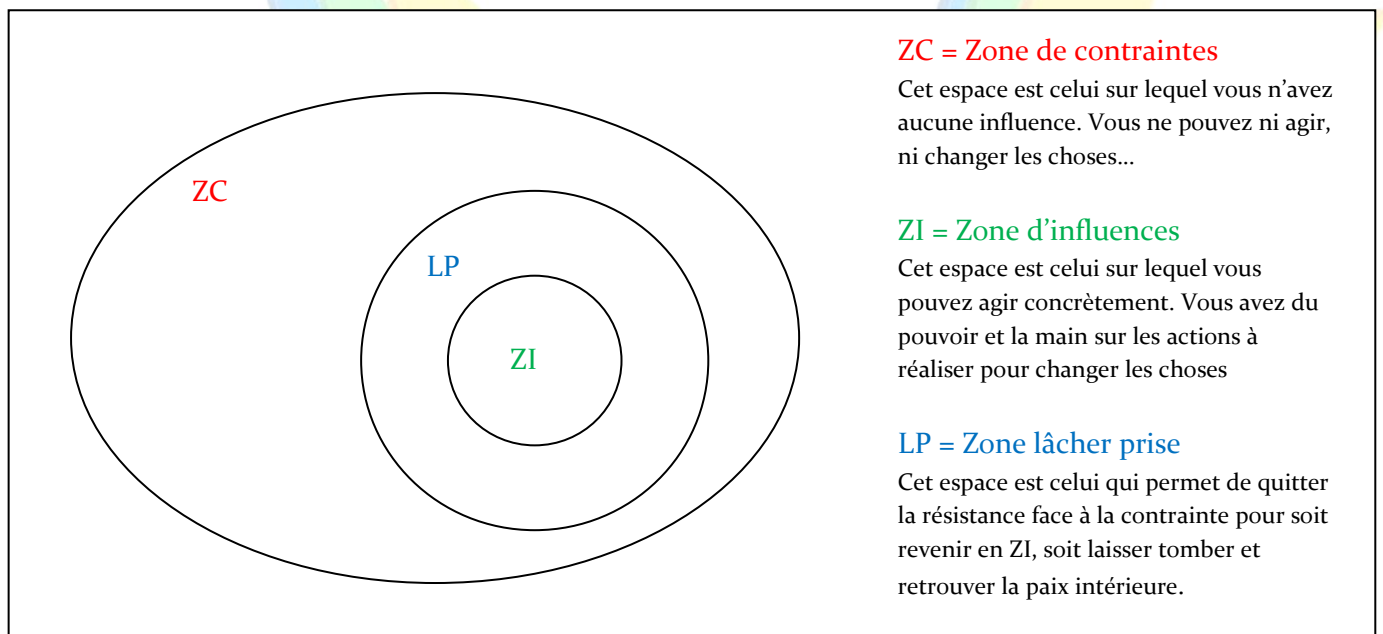 ZC
LP
ZI
ZC = Zone de contraintes
Cet espace est celui sur lequel vous n’avez
aucune influence. Vous ne pouvez ni agir,
ni changer les choses…
ZI = Zone d’influences
Cet espace est celui sur lequel vous
pouvez agir concrètement. Vous avez du
pouvoir et la main sur les actions à
réaliser pour changer les choses
LP = Zone lâcher prise
Cet espace est celui qui permet de quitter
la résistance face à la contrainte pour soit
revenir en ZI, soit laisser tomber et
retrouver la paix intérieure.